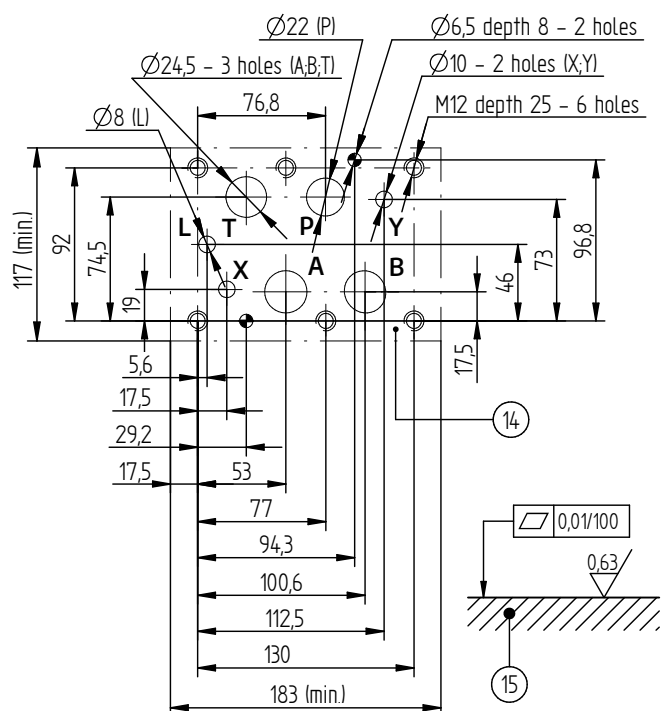 Ø22 (P)
Ø6,5 depth 8 – 2 holes
Ø24,5 – 3 holes (A;B;T)
Ø10 – 2 holes (X;Y)
76,8
M12 depth 25 – 6 holes
Ø8 (L)
117 (min.)
92
74,5
19
L
T
P
Y
X
A
B
46
73
96,8
17,5
5,6
17,5
29,2
17,5
53
14
77
0,01/100
94,3
0,63
100,6
112,5
130
15
183 (min.)